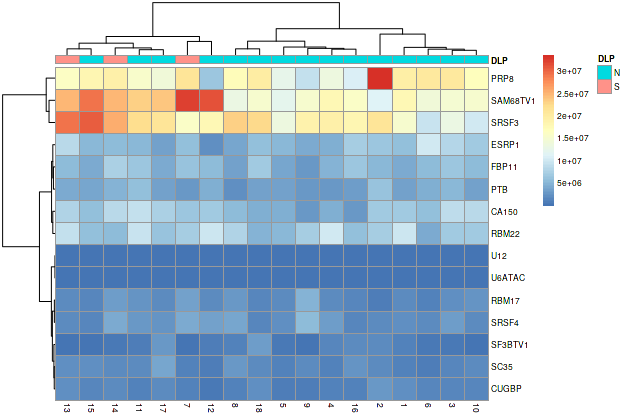 DLP
DLP
N
S
3e+07
2.5e+07
2e+07
1.5e+07
1e+07
5e+06
PRP8
SAM68TV1
SRSF3
ESRP1
FBP11
PTB
CA150
RBM22
U12
U6ATAC
RBM17
SRSF4
SF3BTV1
SC35
CUGBP
13 15 14 11 17 7 12 8 18 5 9 4 16 2 1 6 3 10